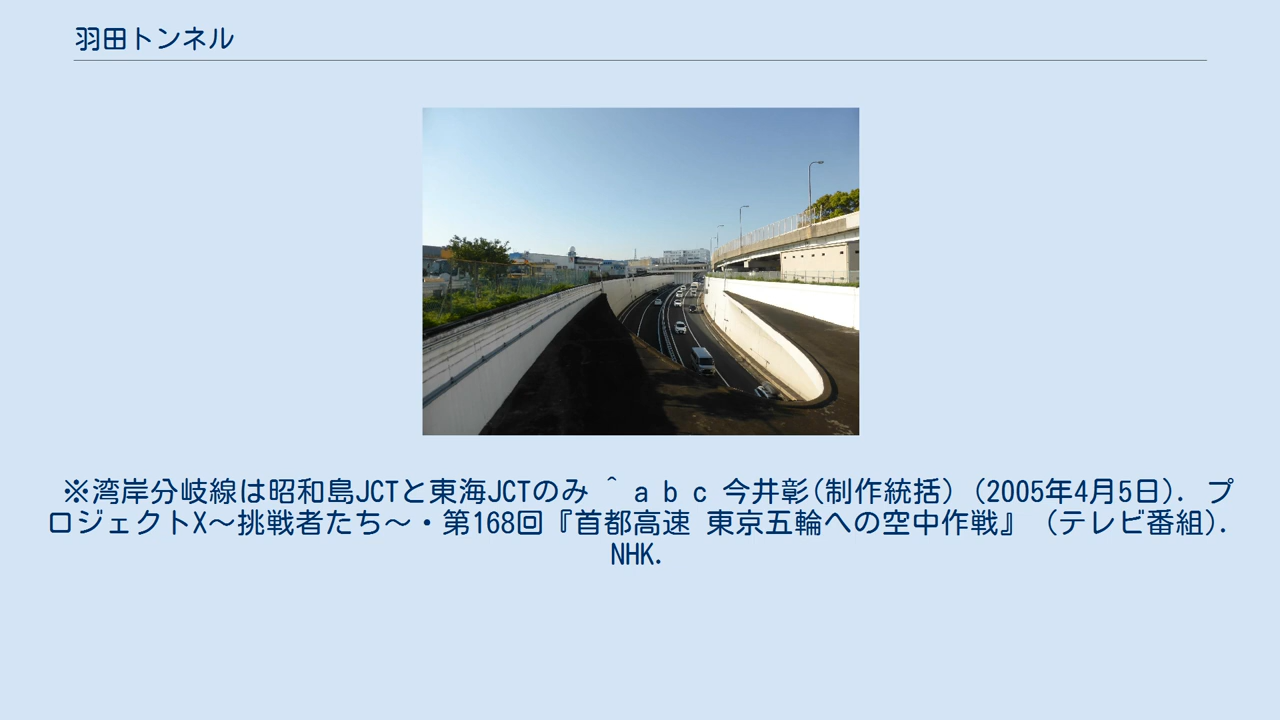 羽田トンネル
※湾岸分岐線は昭和島JCTと東海JCTのみ ^ a b c 今井彰(制作統括) (2005年4月5日). プ
ロジェクトX〜挑戦者たち〜・第168回『首都高速 東京五輪への空中作戦』 (テレビ番組).
NHK.